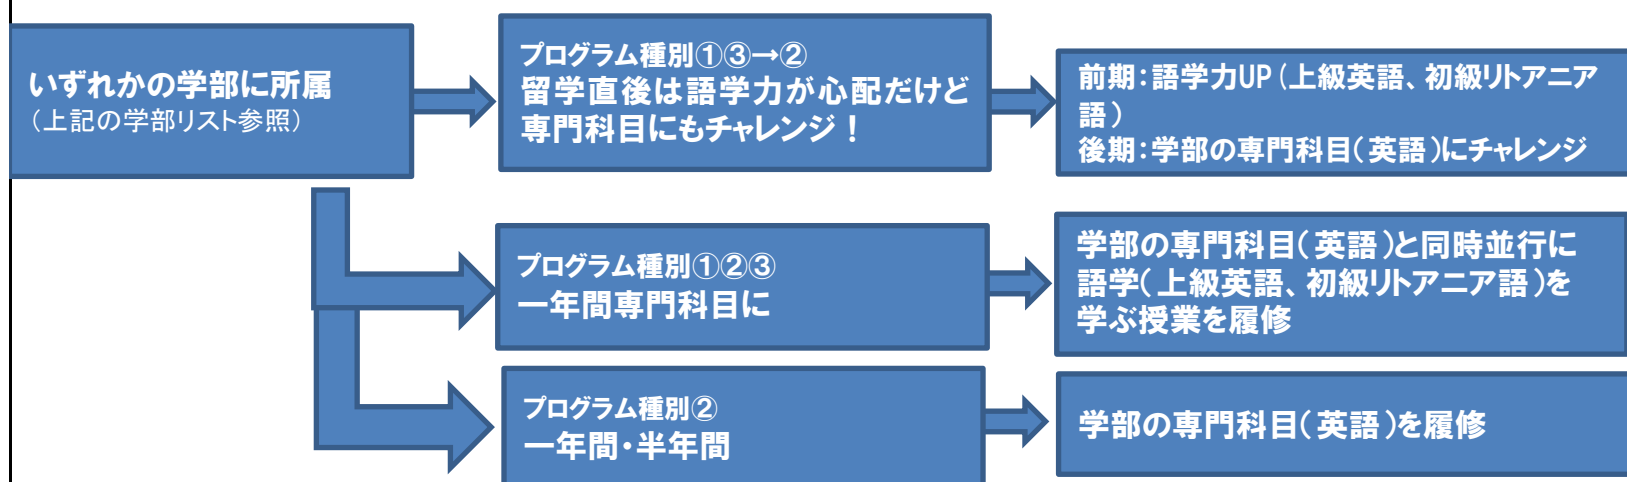 いずれかの学部に所属
（上記の学部リスト参照）
プログラム種別①③→②
留学直後は語学力が心配だけど
専門科目にもチャレンジ！
前期：語学力UP（上級英語、初級リトアニア
語）
後期：学部の専門科目（英語）にチャレンジ
プログラム種別①②③
一年間専門科目に
学部の専門科目（英語）と同時並行に
語学（上級英語、初級リトアニア語）を
学ぶ授業を履修
プログラム種別②
一年間・半年間
学部の専門科目（英語）を履修